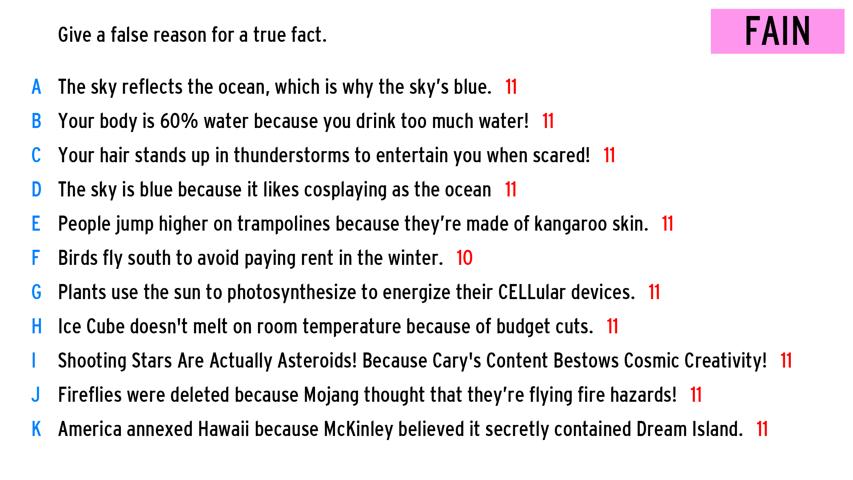 Give a false reason for a true fact.
FAIN
A The sky reflects the ocean, which is why the sky’s blue. 11
B Your body is 60% water because you drink too much water! 11
C Your hair stands up in thunderstorms to entertain you when scared! 11
D The sky is blue because it likes cosplaying as the ocean 11
E People jump higher on trampolines because they’re made of kangaroo skin. 11
F Birds fly south to avoid paying rent in the winter. 10
G Plants use the sun to photosynthesize to energize their CELLular devices. 11
H Ice Cube doesn't melt on room temperature because of budget cuts. 11
I Shooting Stars Are Actually Asteroids! Because Cary's Content Bestows Cosmic Creativity! 11
J Fireflies were deleted because Mojang thought that they’re flying fire hazards! 11
K America annexed Hawaii because McKinley believed it secretly contained Dream Island. 11